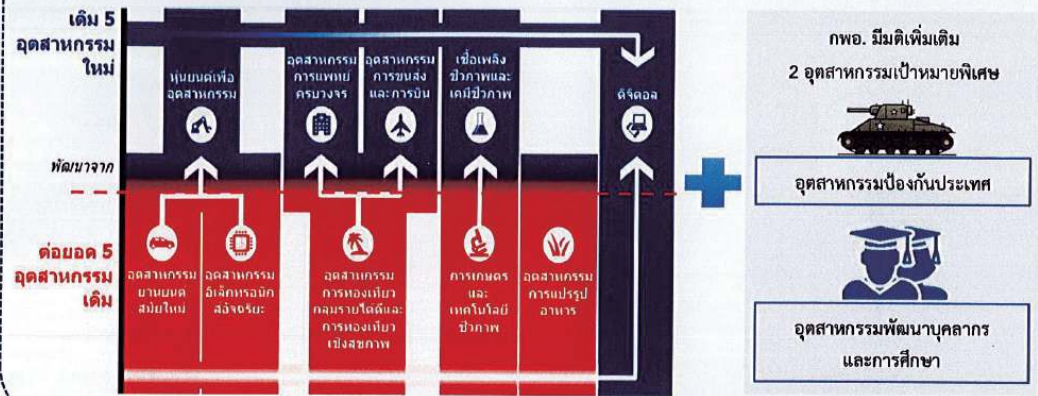 เติม 5
อุตสาหกรรม
ใหม่
หุ่นยนต์เพื่อ
อุตสาหกรรม
อุตสาหกรรม
การแพทย์
ครบวงจร
อุตสาหกรรม
การขนส่ง
และการบิน
เชื้อเพลิง
ชีวภาพและ
เคมีชีวภาพ
ดิจิตอล
พัฒนาจาก
ต่อยอด 5
อุตสาหกรรม
เดิม
อุตสาหกรรม
ยานยนต์
สมัยใหม่
อุตสาหกรรม
อิเล็กทรอนิก
ส์อัจฉริยะ
อุตสาหกรรม
การท่องเที่ยว
กลุ่มรายได้ดีและ
การท่องเที่ยว
เชิงสุขภาพ
การเกษตร
และ
เทคโนโลยี
ชีวภาพ
อุตสาหกรรม
การแปรรูป
อาหาร
กพอ. มีมติเพิ่มเติม
2 อุตสาหกรรมเป้าหมายพิเศษ
อุตสาหกรรมป้องกันประเทศ
อุตสาหกรรมพัฒนาบุคลากร
และการศึกษา